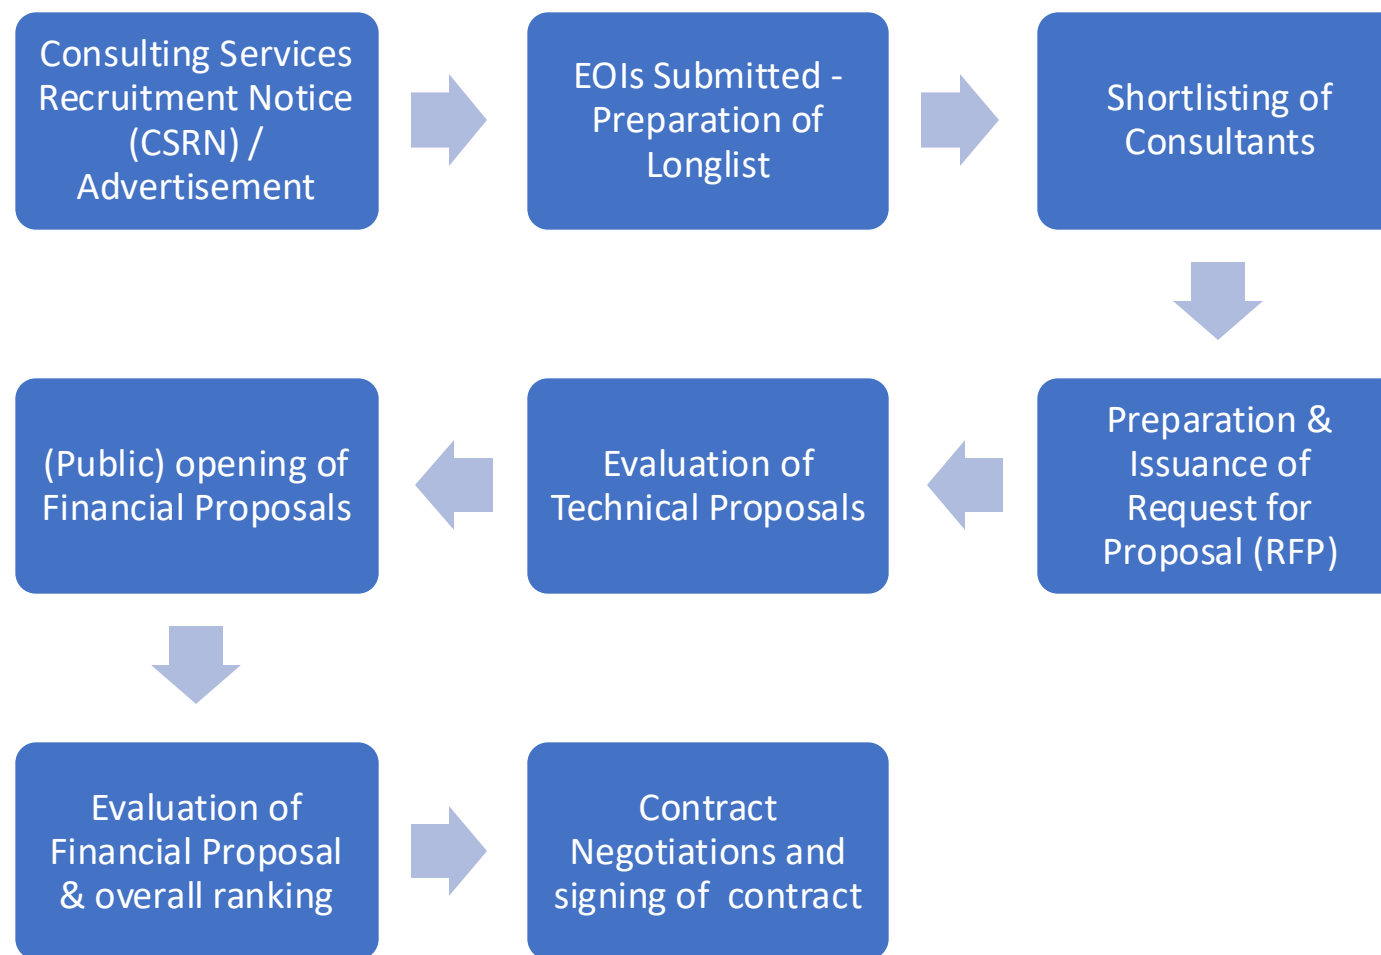 Consulting Services
Recruitment Notice
(CSRN) /
Advertisement
EOIs Submitted -
Preparation of
Longlist
Shortlisting of
Consultants
Preparation &
Issuance of
Request for
Proposal (RFP)
Evaluation of
Technical Proposals
(Public) opening of
Financial Proposals
Evaluation of
Financial Proposal
& overall ranking
Contract
Negotiations and
signing of  contract